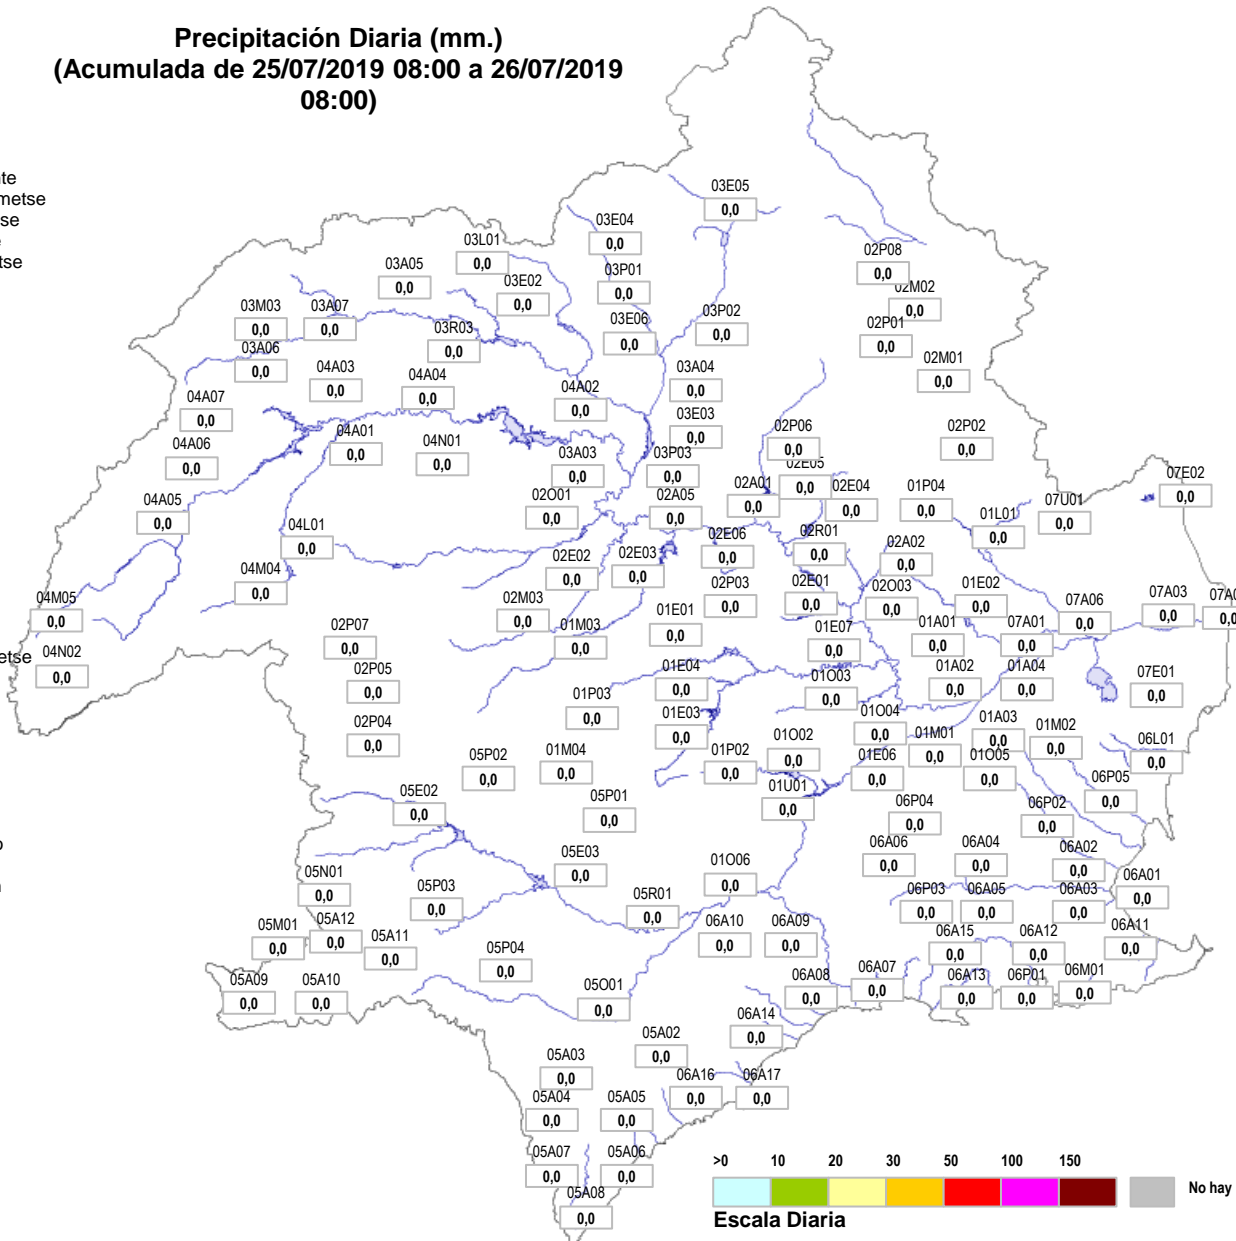 Precipitación Diaria (mm.)
(Acumulada de 25/07/2019 08:00 a 26/07/2019
08:00)
03E05
0,0
03E04
0,0
03L01
0,0
02P08
0,0
03A05
0,0
03P01
0,0
03E02
0,0
02M02
0,0
03M03
0,0
03A07
0,0
03E06
0,0
03P02
0,0
02P01
0,0
03R03
0,0
03A06
0,0
04A03
0,0
04A04
0,0
03A04
0,0
02M01
0,0
04A07
0,0
04A02
0,0
03E03
0,0
04A01
0,0
04N01
0,0
02P06
0,0
02P02
0,0
04A06
0,0
03A03
0,0
03P03
0,0
02E05
0,0
07E02
0,0
04A05
0,0
02O01
0,0
02A05
0,0
02A01
0,0
02E04
0,0
01P04
0,0
07U01
0,0
01L01
0,0
04L01
0,0
02E06
0,0
02R01
0,0
02A02
0,0
02E02
0,0
02E03
0,0
04M04
0,0
02P03
0,0
02E01
0,0
02O03
0,0
01E02
0,0
07A03
0,0
07A0
0,0
04M05
0,0
02M03
0,0
01E01
0,0
07A06
0,0
02P07
0,0
01M03
0,0
01E07
0,0
01A01
0,0
07A01
0,0
etse
04N02
0,0
02P05
0,0
01E04
0,0
01O03
0,0
01A02
0,0
01A04
0,0
07E01
0,0
01P03
0,0
02P04
0,0
01E03
0,0
01O04
0,0
01A03
0,0
01M02
0,0
05P02
0,0
01M04
0,0
01P02
0,0
01O02
0,0
01M01
0,0
01E06
0,0
01O05
0,0
06L01
0,0
05E02
0,0
05P01
0,0
01U01
0,0
06P04
0,0
06P02
0,0
06P05
0,0
05E03
0,0
01O06
0,0
06A06
0,0
06A04
0,0
06A02
0,0
05N01
0,0
05P03
0,0
05R01
0,0
06P03
0,0
06A05
0,0
06A03
0,0
06A01
0,0
05M01
0,0
05A12
0,0
05A11
0,0
06A10
0,0
06A09
0,0
06A15
0,0
06A12
0,0
06A11
0,0
05P04
0,0
05A09
0,0
05A10
0,0
05O01
0,0
06A08
0,0
06A07
0,0
06A13
0,0
06P01
0,0
06M01
0,0
06A14
0,0
05A02
0,0
05A03
0,0
06A16
0,0
06A17
0,0
05A04
0,0
05A05
0,0
05A07
0,0
05A06
0,0
05A08
0,0
>0 10 20 30 50 100 150
No hay
Escala Diaria